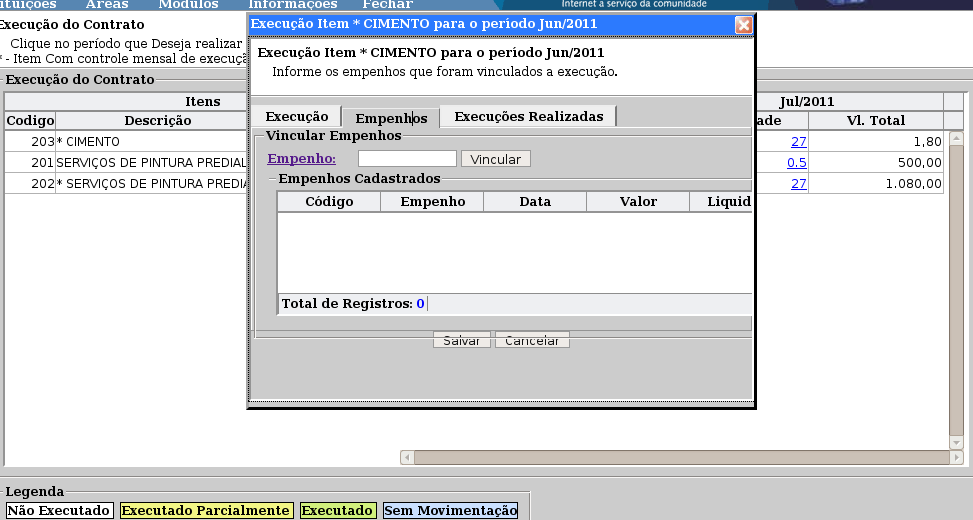 ituições Áreas Módulos Informações Fechar
Internet a serviço da comunidade
Execução Item * CIMENTO para o período Jun/2011
Execução do Contrato
Clique no período que Deseja realizar
* - Item Com controle mensal de execuçã
Execução Item * CIMENTO para o período Jun/2011
Informe os empenhos que foram vinculados a execução.
Execução do Contrato
Itens
Jul/2011
Codigo Descrição
ade Vl. Total
203 * CIMENTO
27 1,80
201 SERVIÇOS DE PINTURA PREDIAL
0,5 500,00
202 * SERVIÇOS DE PINTURA PREDIA
27 1.080,00
Execução Empenhos Execuções Realizadas
Vincular Empenhos
Empenho: Vincular
Empenhos Cadastrados
Código Empenho Data Valor Liquid
Total de Registros: 0
Salvar Cancelar
Legenda
Não Executado Executado Parcialmente Executado Sem Movimentação